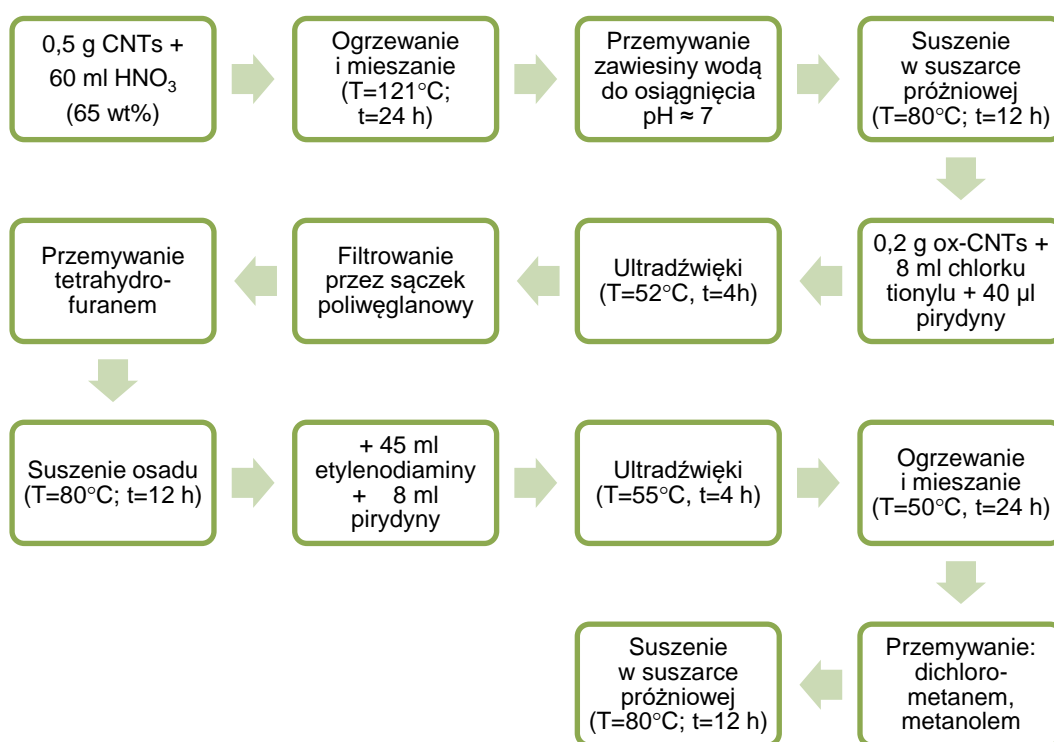 0,5 g CNTs +
60 ml HNO₃
(65 wt%)
Ogrzewanie
i mieszanie
(T=121°C;
t=24 h)
Przemywanie
zawiesiny wodą
do osiągnięcia
pH ≈ 7
Suszenie
w suszarce
próżniowej
(T=80°C; t=12 h)
0,2 g ox-CNTs +
8 ml chlorku
tionylu + 40 µl
pirydyny
Ultradźwięki
(T=52°C, t=4h)
Filtrowanie
przez sączek
poliwęglanowy
Przemywanie
tetrahydro-
furanem
Suszenie osadu
(T=80°C; t=12 h)
+ 45 ml
etylenodiaminy
+ 8 ml
pirydyny
Ultradźwięki
(T=55°C, t=4 h)
Ogrzewanie
i mieszanie
(T=50°C, t=24 h)
Przemywanie:
dichloro-
metanem,
metanolem
Suszenie
w suszarce
próżniowej
(T=80°C; t=12 h)